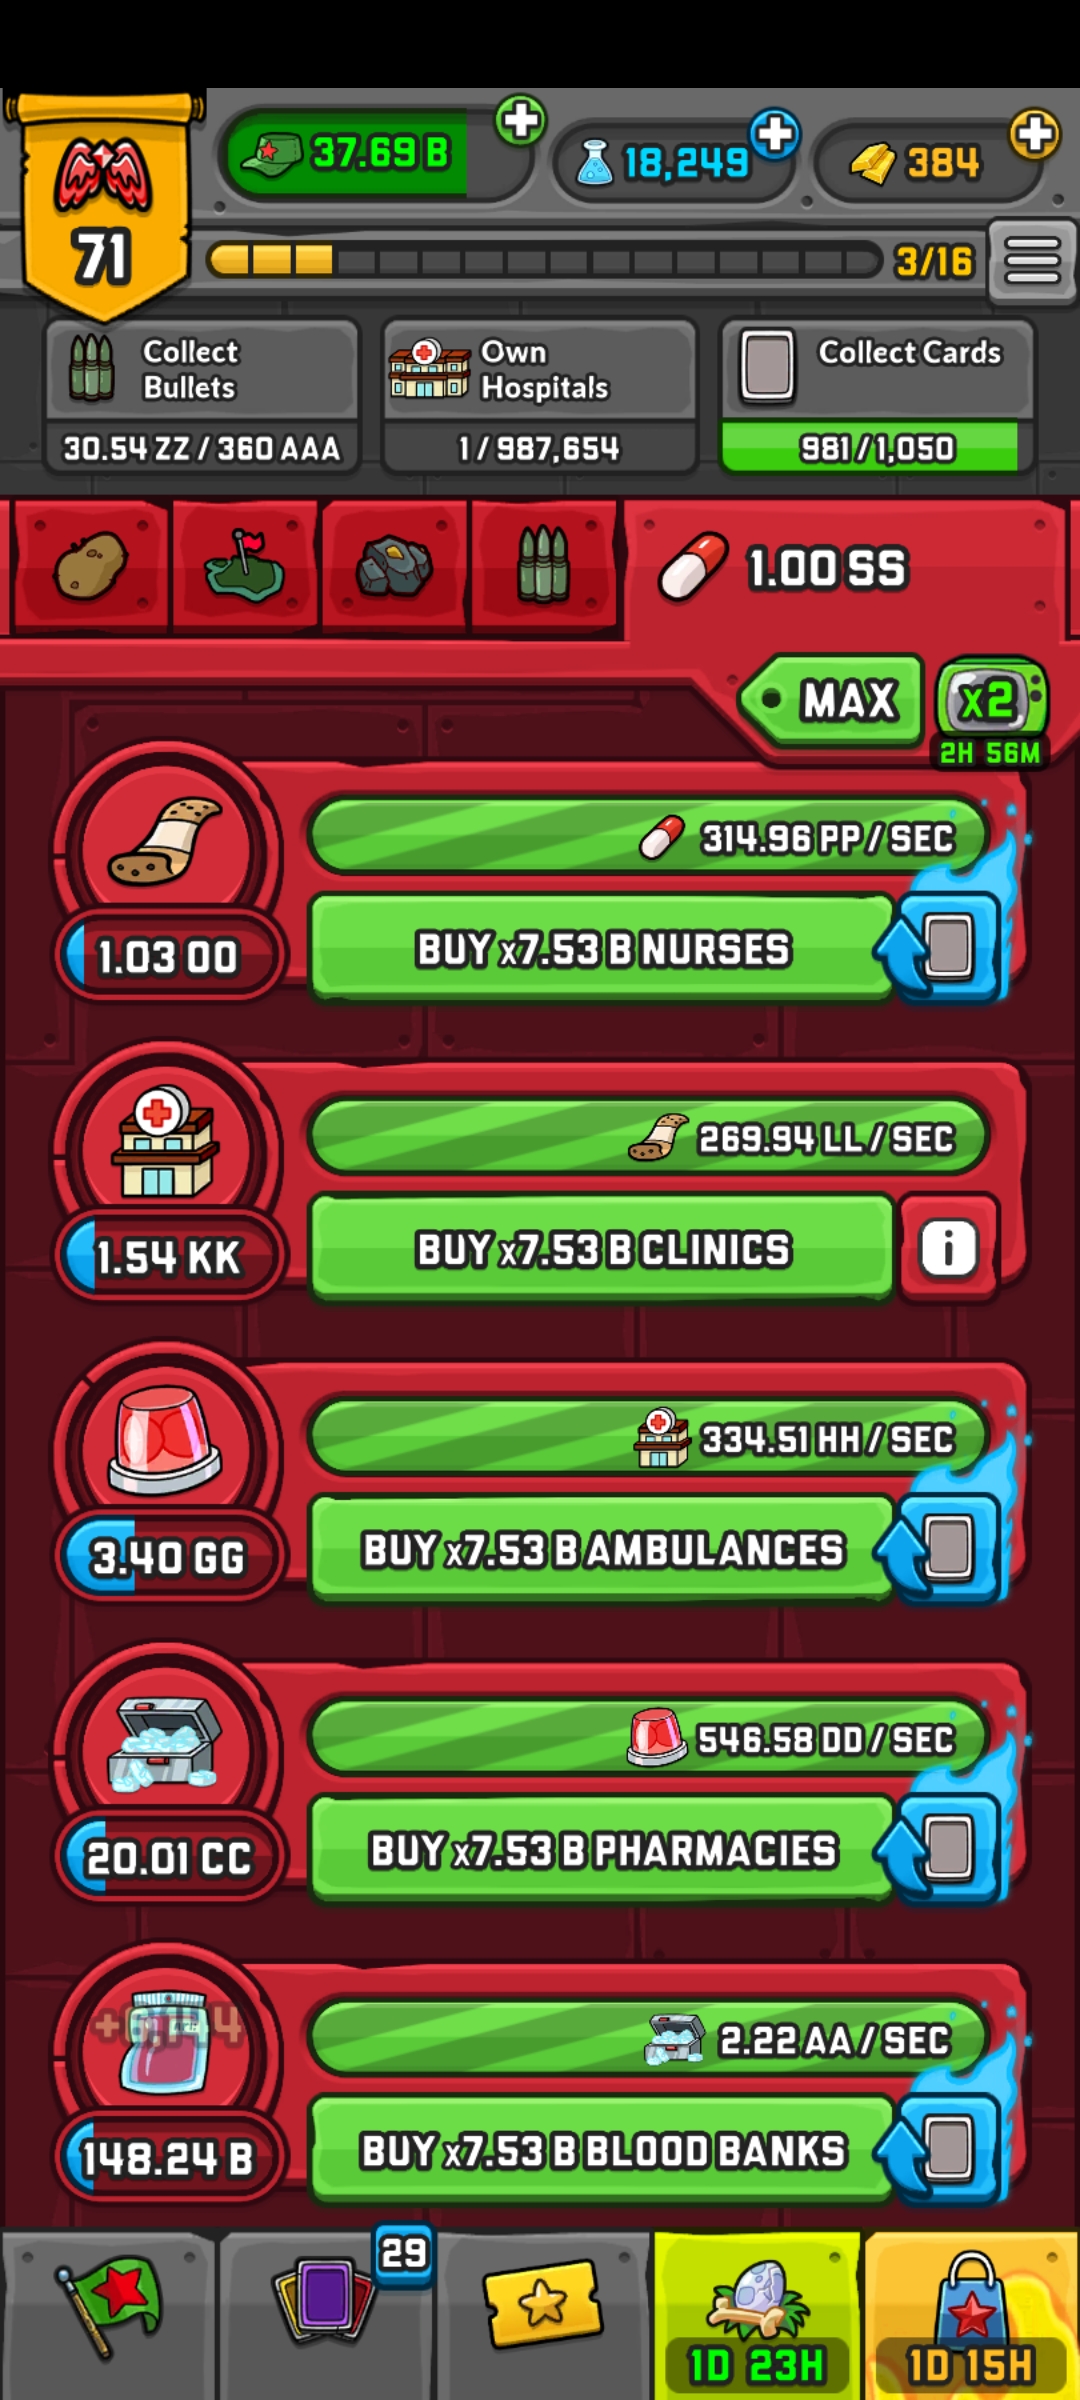 37.69 B
18,249
384
71
3/16
Collect Bullets
30.54 ZZ / 360 AAA
Own Hospitals
1 / 987,654
Collect Cards
981 / 1,050
1.00 SS
MAX
x2
2H 56M
314.96 PP / SEC
1.03 OO
BUY x7.53 B NURSES
269.94 LL / SEC
1.54 KK
BUY x7.53 B CLINICS
i
334.51 HH / SEC
3.40 GG
BUY x7.53 B AMBULANCES
546.58 DD / SEC
20.01 CC
BUY x7.53 B PHARMACIES
2.22 AA / SEC
148.24 B
BUY x7.53 B BLOOD BANKS
29
1D 23H
1D 15H